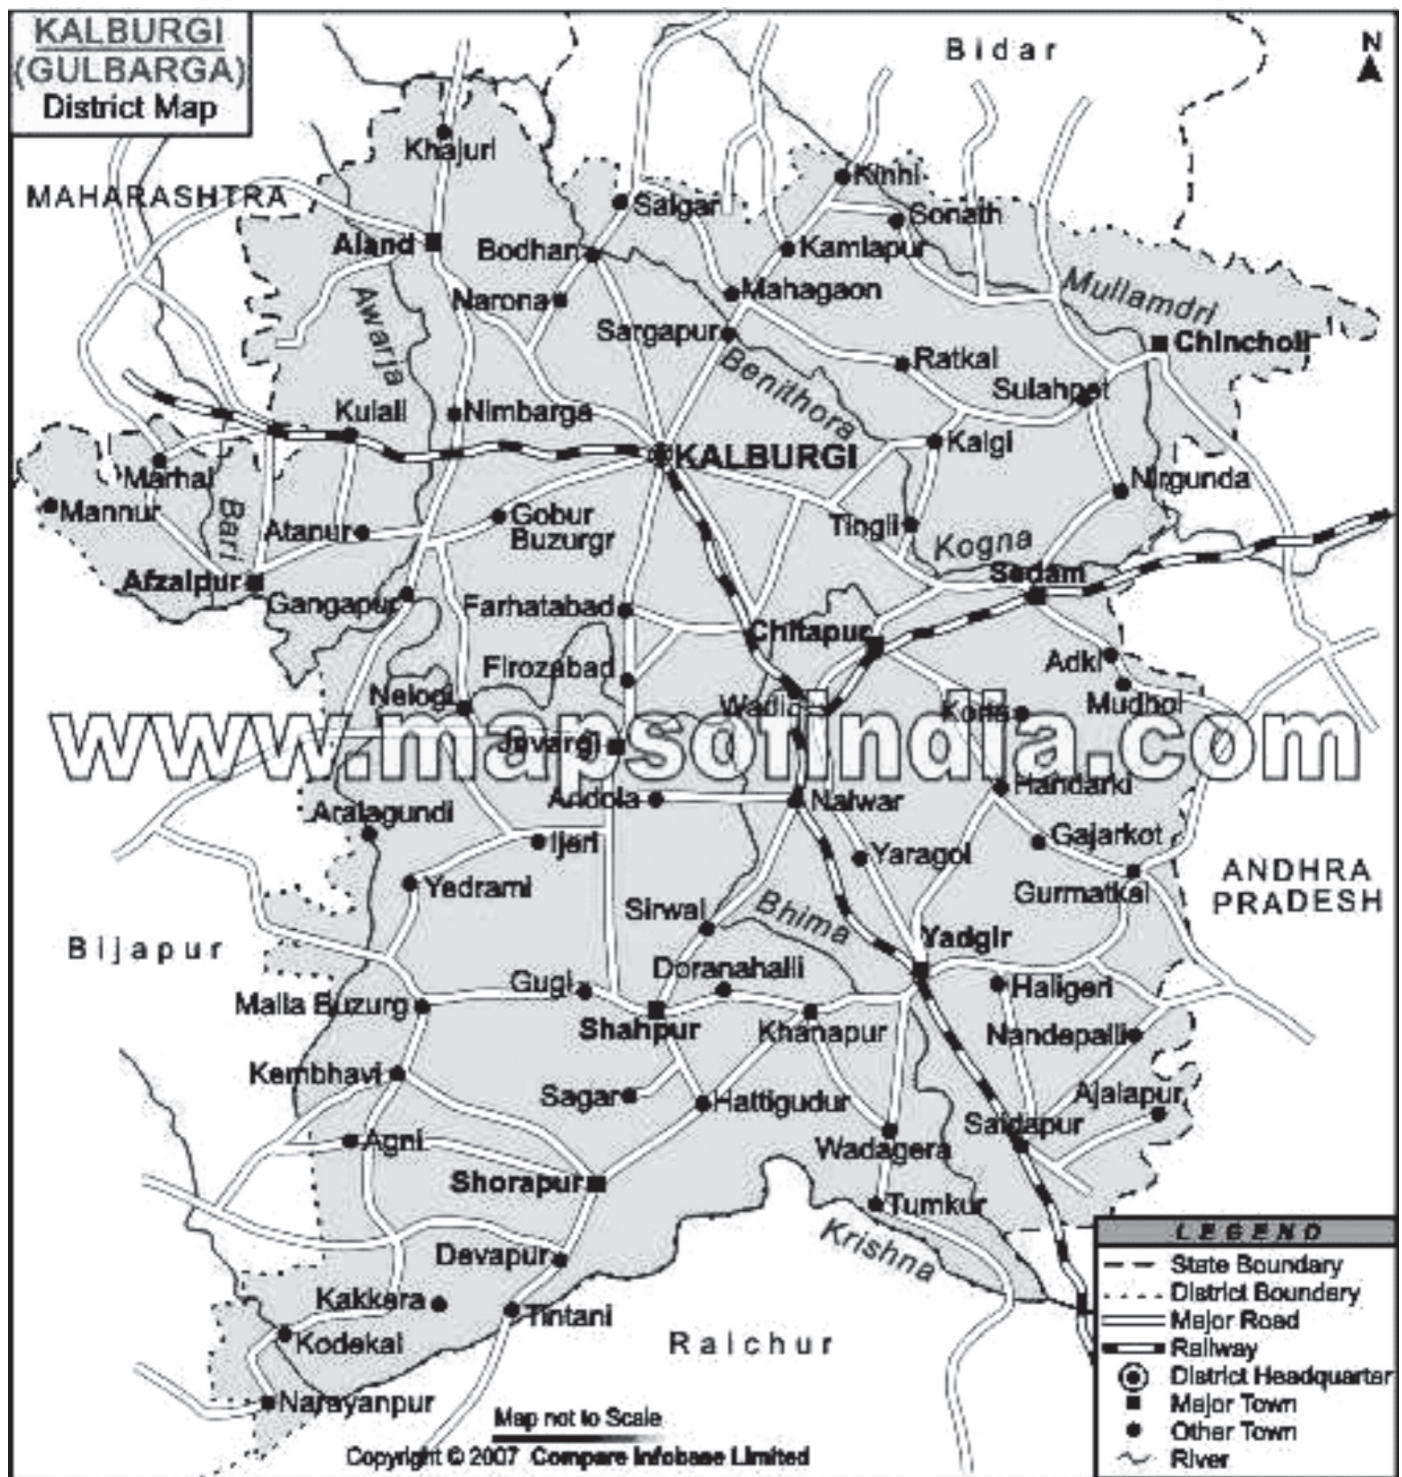 KALBURGI
(GULBARGA)
District Map
Bidar
N
Khajuri
MAHARASHTRA
Kinhi
Salgar
Sonath
Aland
Bodhan
Kamlapur
Narona
Mahagaon
Mullamdri
Awarja
Sargapur
Chincholi
Benithora
Ratkal
Sulahpet
Kulali
Nimbarga
Kalgi
KALBURGI
Marhal
Nirgunda
Mannur
Bari
Atanur
Gobur
Buzurgr
Tingli
Kogna
Afzalpur
Sedam
Gangapur
Farhatabad
Chitapur
Firozabad
Adki
Nelogi
Wadi
Kona
Mudhol
www.mapsofindia.com
Jevargi
Andola
Nalwar
Handarki
Aralagundi
Ijeri
Gajarkot
Yaragol
ANDHRA
PRADESH
Yedrami
Gurmatkal
Sirwal
Bhima
Bijapur
Yadgir
Doranahalli
Gugi
Haligeri
Malla Buzurg
Shahpur
Khanapur
Nandepalli
Kembhavi
Sagar
Hattigudur
Ajalapur
Saidapur
Agni
Wadagera
Shorapur
Tumkur
Krishna
Devapur
Kakkera
Tintani
Kodekal
Raichur
Narayanpur
LEGEND
State Boundary
District Boundary
Major Road
Railway
District Headquarter
Major Town
Other Town
River
Map not to Scale
Copyright © 2007 Compare Infobase Limited